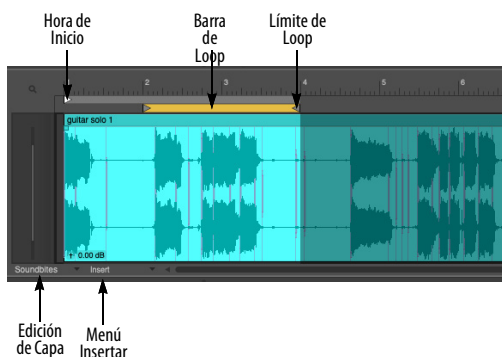 Hora de
Inicio
Barra
de
Loop
Límite de
Loop
1 2 3 4 5 6
guitar solo 1
0.00 dB
Soundbites Insert
Edición
de Capa
Menú
Insertar